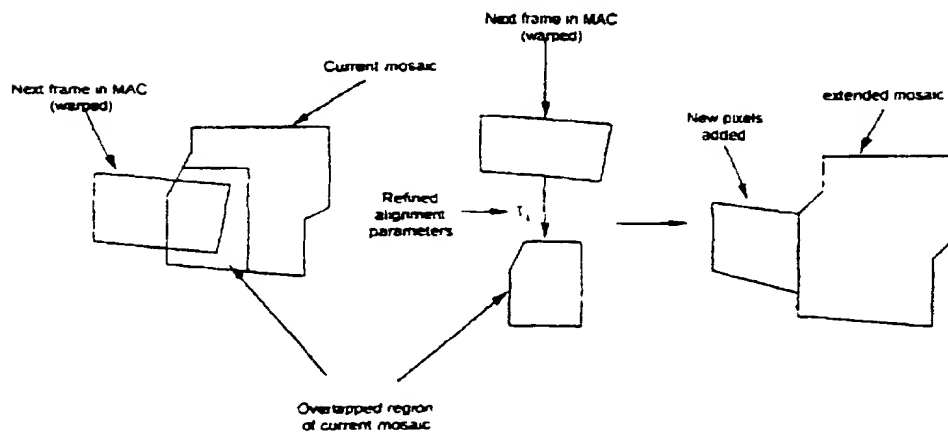 Next frame in MAC
(warped)
Current mosaic
Next frame in MAC
(warped)
extended mosaic
New pixels
added
Refined
alignment
parameters
Overlapped region
of current mosaic